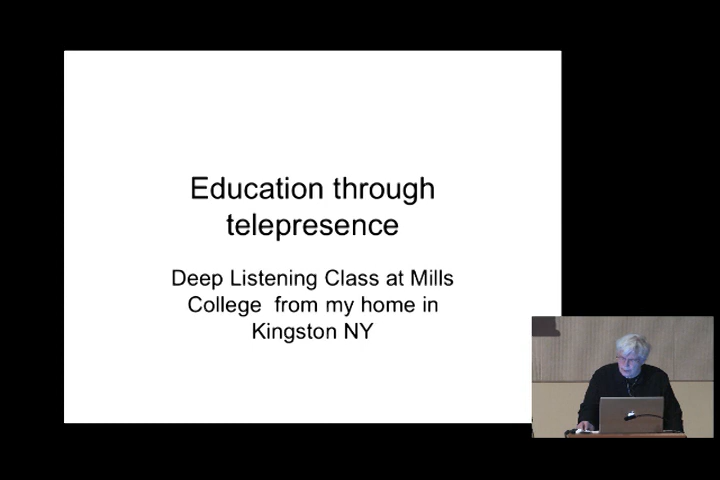 Education through
telepresence
Deep Listening Class at Mills
College from my home in
Kingston NY